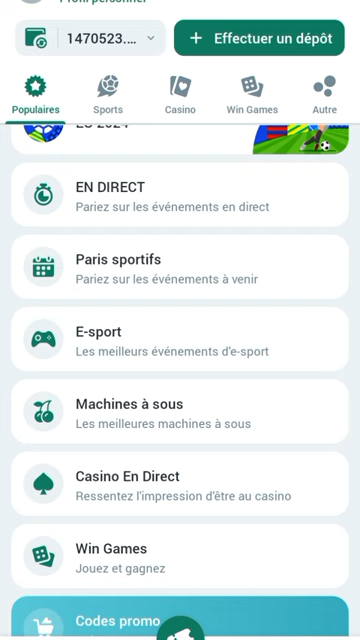 Profil personnel
1470523.... 
Effectuer un dépôt
Populaires
Sports
Casino
Win Games
Autre
EN DIRECT
Pariez sur les événements en direct
Paris sportifs
Pariez sur les événements à venir
E-sport
Les meilleurs événements d'e-sport
Machines à sous
Les meilleures machines à sous
Casino En Direct
Ressentez l'impression d'être au casino
Win Games
Jouez et gagnez
Codes promo